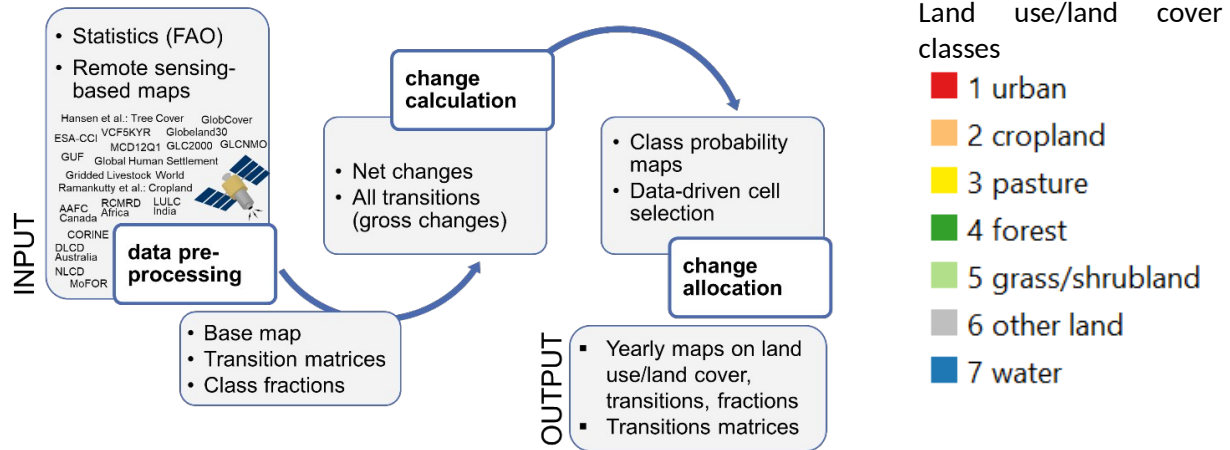 INPUT
• Statistics (FAO)
• Remote sensing-
based maps
Hansen et al.: Tree Cover GlobCover
ESA-CCI VCF5KYR Globeland30
MCD12Q1 GLC2000 GLCNMO
GUF Global Human Settlement
Gridded Livestock World
Ramankutty et al.: Cropland
AAFC
Canada
RCMRD
Africa
LULC
India
CORINE
DLCD
Australia
NLCD
MoFOR
data pre-
processing
• Base map
• Transition matrices
• Class fractions
change
calculation
• Net changes
• All transitions
(gross changes)
• Class probability
maps
• Data-driven cell
selection
change
allocation
OUTPUT
▪ Yearly maps on land
use/land cover,
transitions, fractions
▪ Transitions matrices
Land use/land cover
classes
1 urban
2 cropland
3 pasture
4 forest
5 grass/shrubland
6 other land
7 water